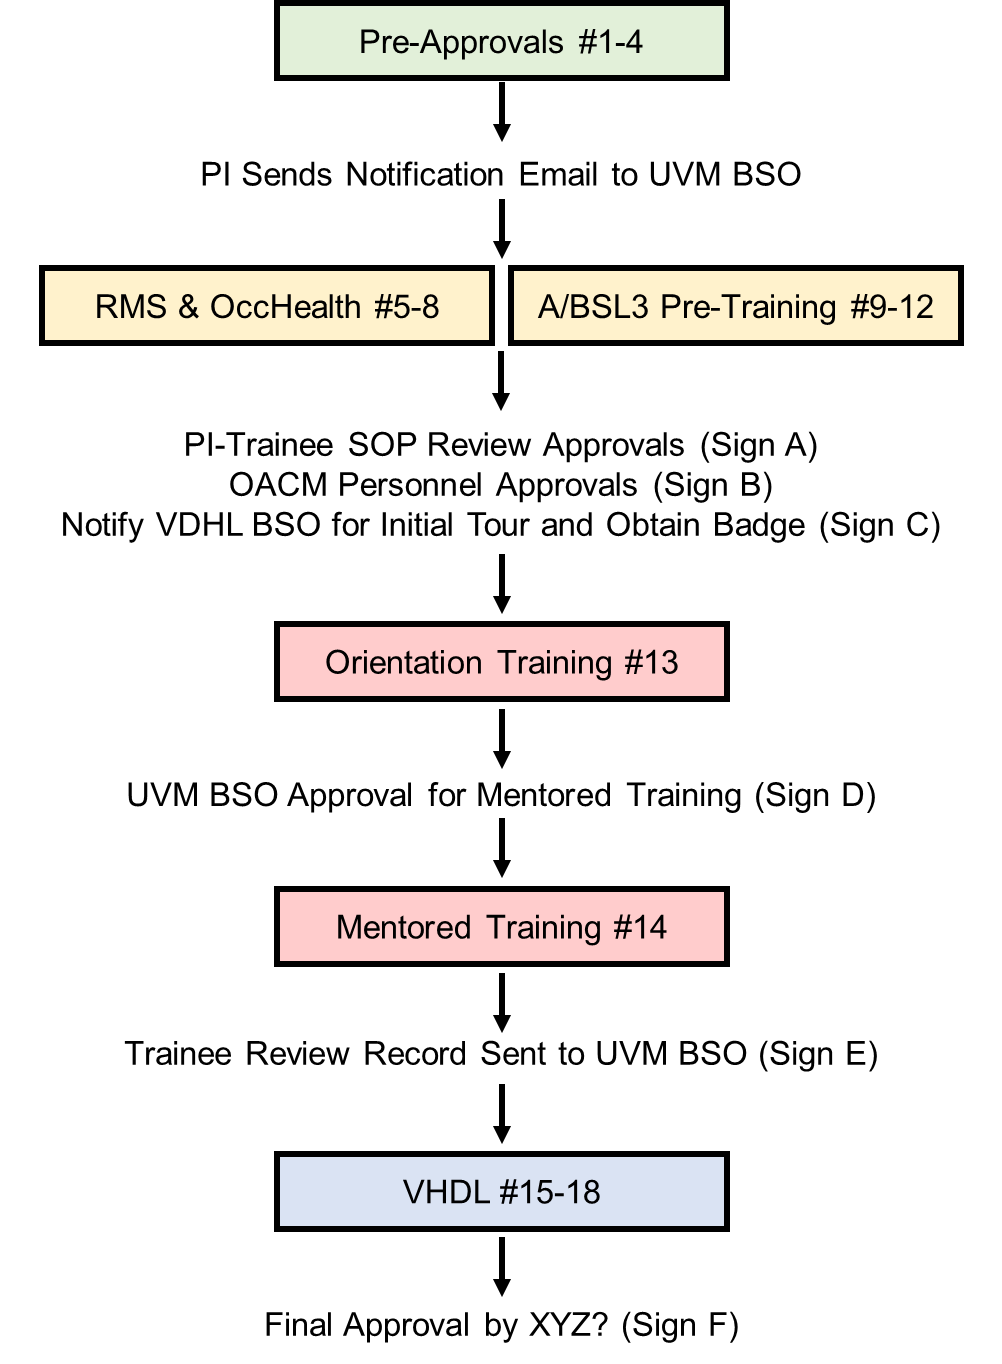 Pre-Approvals #1-4
PI Sends Notification Email to UVM BSO
RMS & OccHealth #5-8
A/BSL3 Pre-Training #9-12
PI-Trainee SOP Review Approvals (Sign A)
OACM Personnel Approvals (Sign B)
Notify VDHL BSO for Initial Tour and Obtain Badge (Sign C)
Orientation Training #13
UVM BSO Approval for Mentored Training (Sign D)
Mentored Training #14
Trainee Review Record Sent to UVM BSO (Sign E)
VHDL #15-18
Final Approval by XYZ? (Sign F)